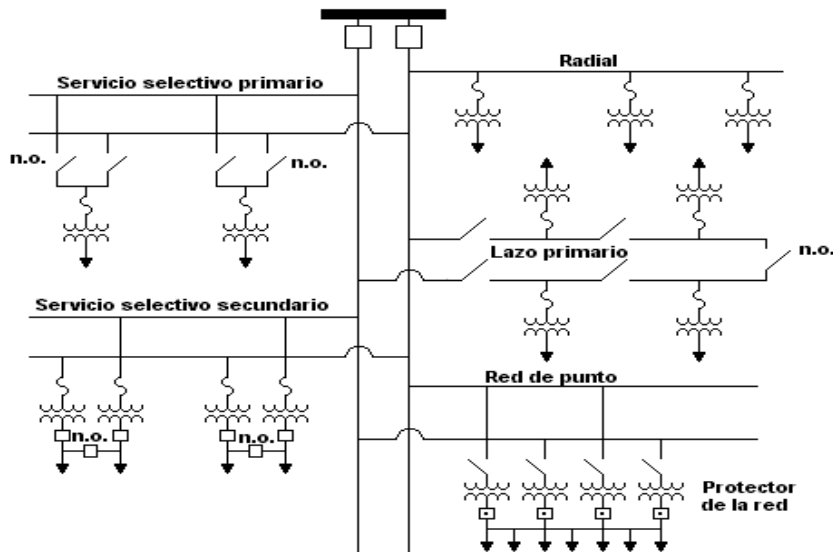 Servicio selectivo primario
Radial
n.o.
n.o.
Lazo primario
n.o.
Servicio selectivo secundario
Red de punto
n.o.
n.o.
Protector
de la red